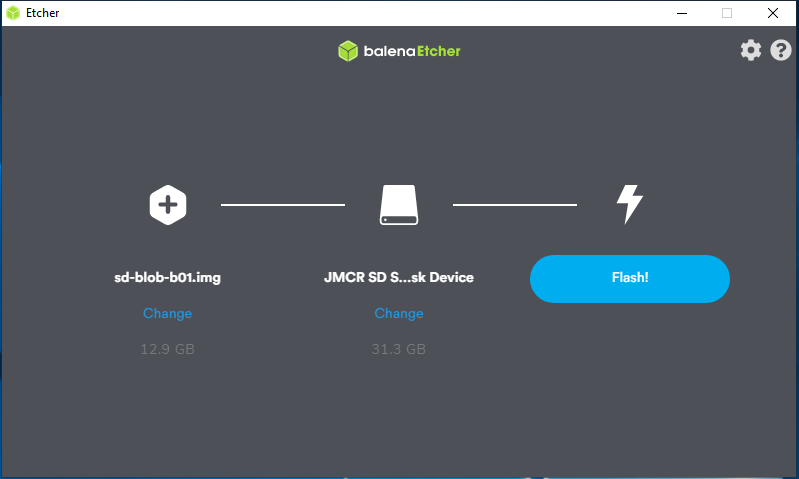 Etcher
balenaEtcher
sd-blob-b01.img
JMCR SD S...sk Device
Flash!
Change
Change
12.9 GB
31.3 GB